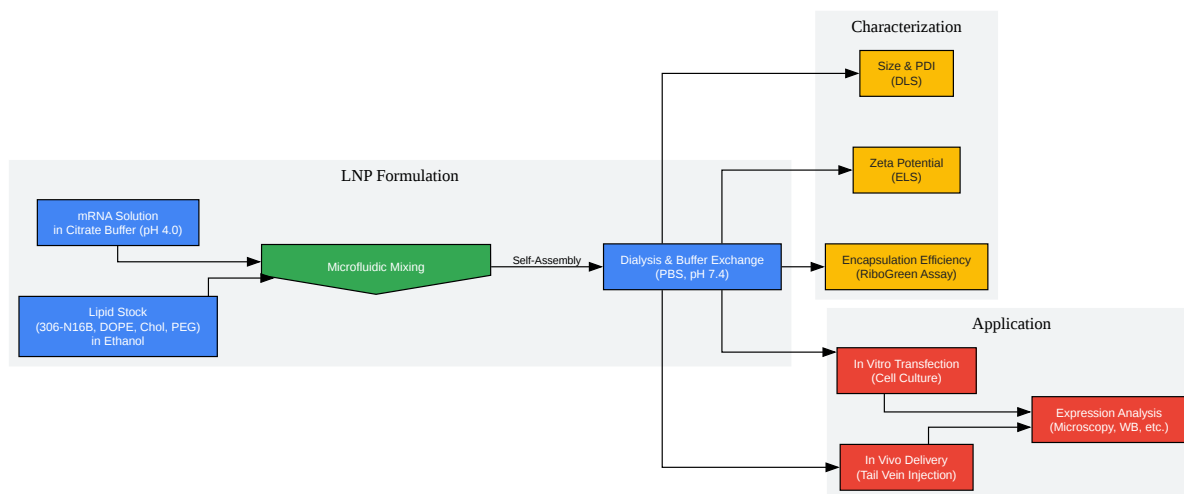 LNP Formulation
mRNA Solution
in Citrate Buffer (pH 4.0)
Lipid Stock
(306-N16B, DOPE, Chol, PEG)
in Ethanol
Microfluidic Mixing
Self-Assembly
Dialysis & Buffer Exchange
(PBS, pH 7.4)
Characterization
Size & PDI
(DLS)
Zeta Potential
(ELS)
Encapsulation Efficiency
(RiboGreen Assay)
Application
In Vitro Transfection
(Cell Culture)
In Vivo Delivery
(Tail Vein Injection)
Expression Analysis
(Microscopy, WB, etc.)